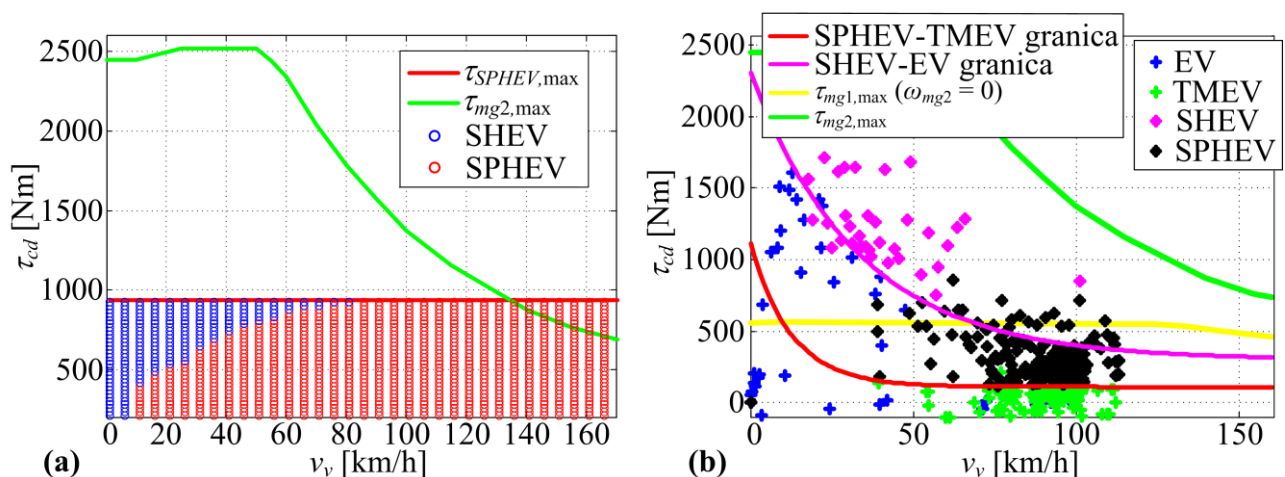 2500
2000
1500
1000
500
τcd [Nm]
τSPHEV,max
τmg2,max
SHEV
SPHEV
0 20 40 60 80 100 120 140 160
vv [km/h]
(a)
2500
2000
1500
1000
500
0
τcd [Nm]
SPHEV-TMEV granica
SHEV-EV granica
τmg1,max (ωmg2 = 0)
τmg2,max
EV
TMEV
SHEV
SPHEV
0 50 100 150
vv [km/h]
(b)